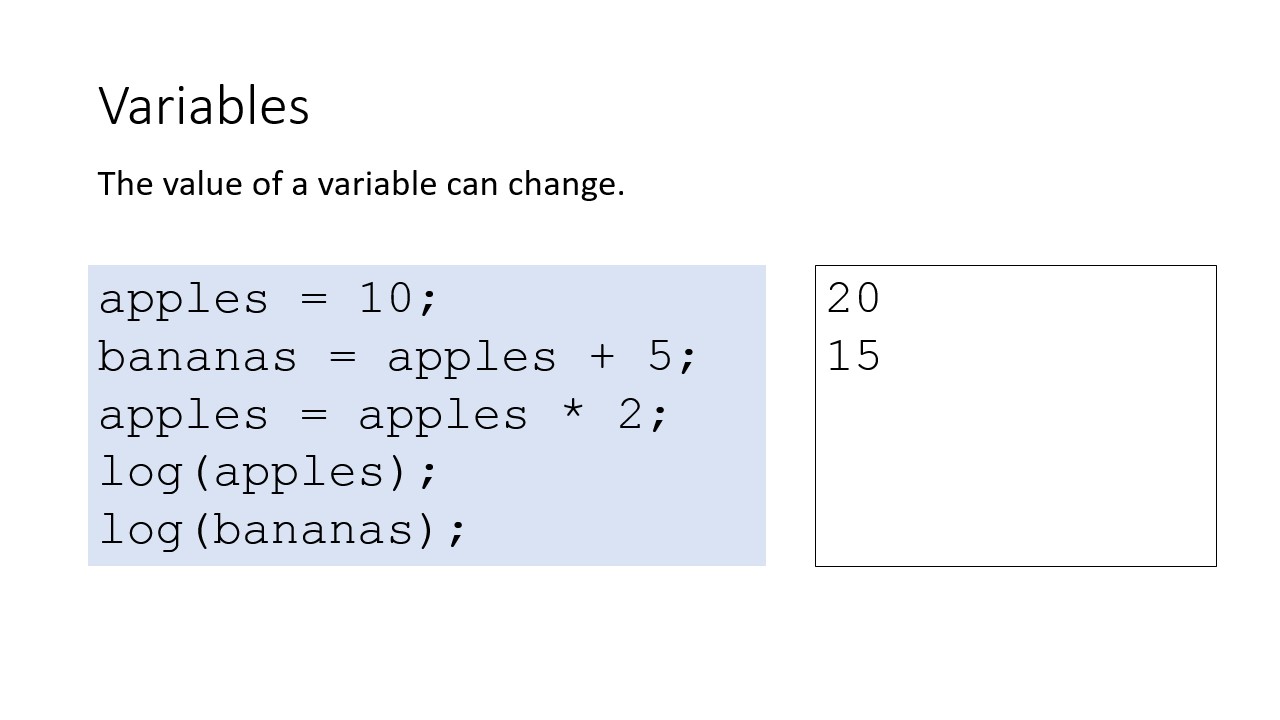 Variables
The value of a variable can change.
apples = 10;
bananas = apples + 5;
apples = apples * 2;
log(apples);
log(bananas);
20
15